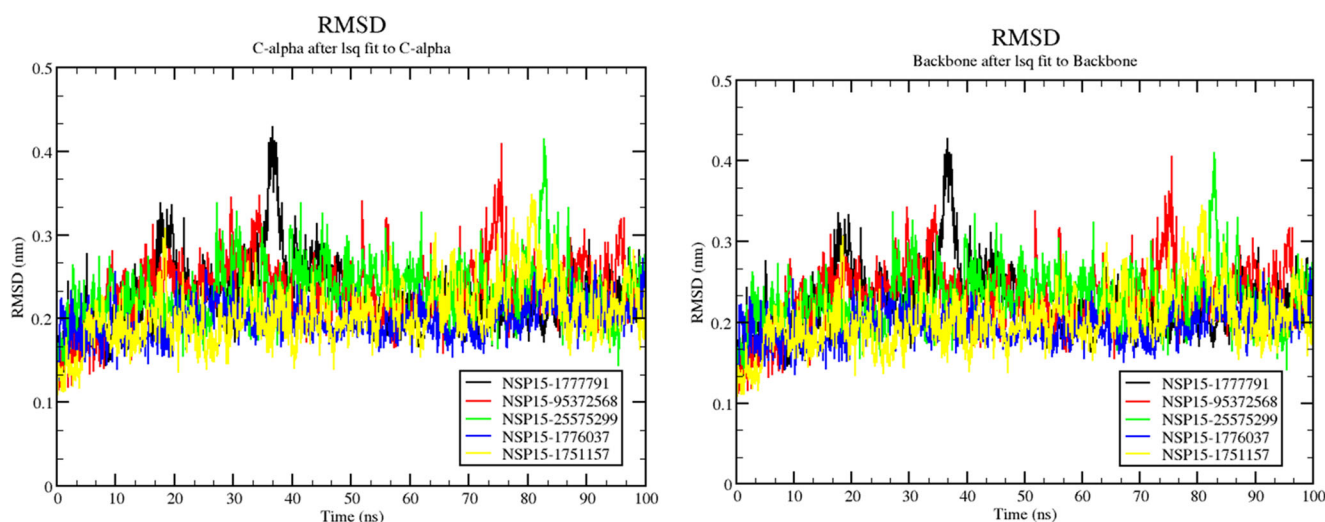 RMSD
C-alpha after lsq fit to C-alpha
0.5
0.4
0.3
0.2
0.1
0
RMSD (nm)
NSP15-1777791
NSP15-95372568
NSP15-25575299
NSP15-1776037
NSP15-1751157
0 10 20 30 40 50 60 70 80 90 100
Time (ns)
RMSD
Backbone after lsq fit to Backbone
0.5
0.4
0.3
0.2
0.1
0
RMSD (nm)
NSP15-1777791
NSP15-95372568
NSP15-25575299
NSP15-1776037
NSP15-1751157
0 10 20 30 40 50 60 70 80 90 100
Time (ns)